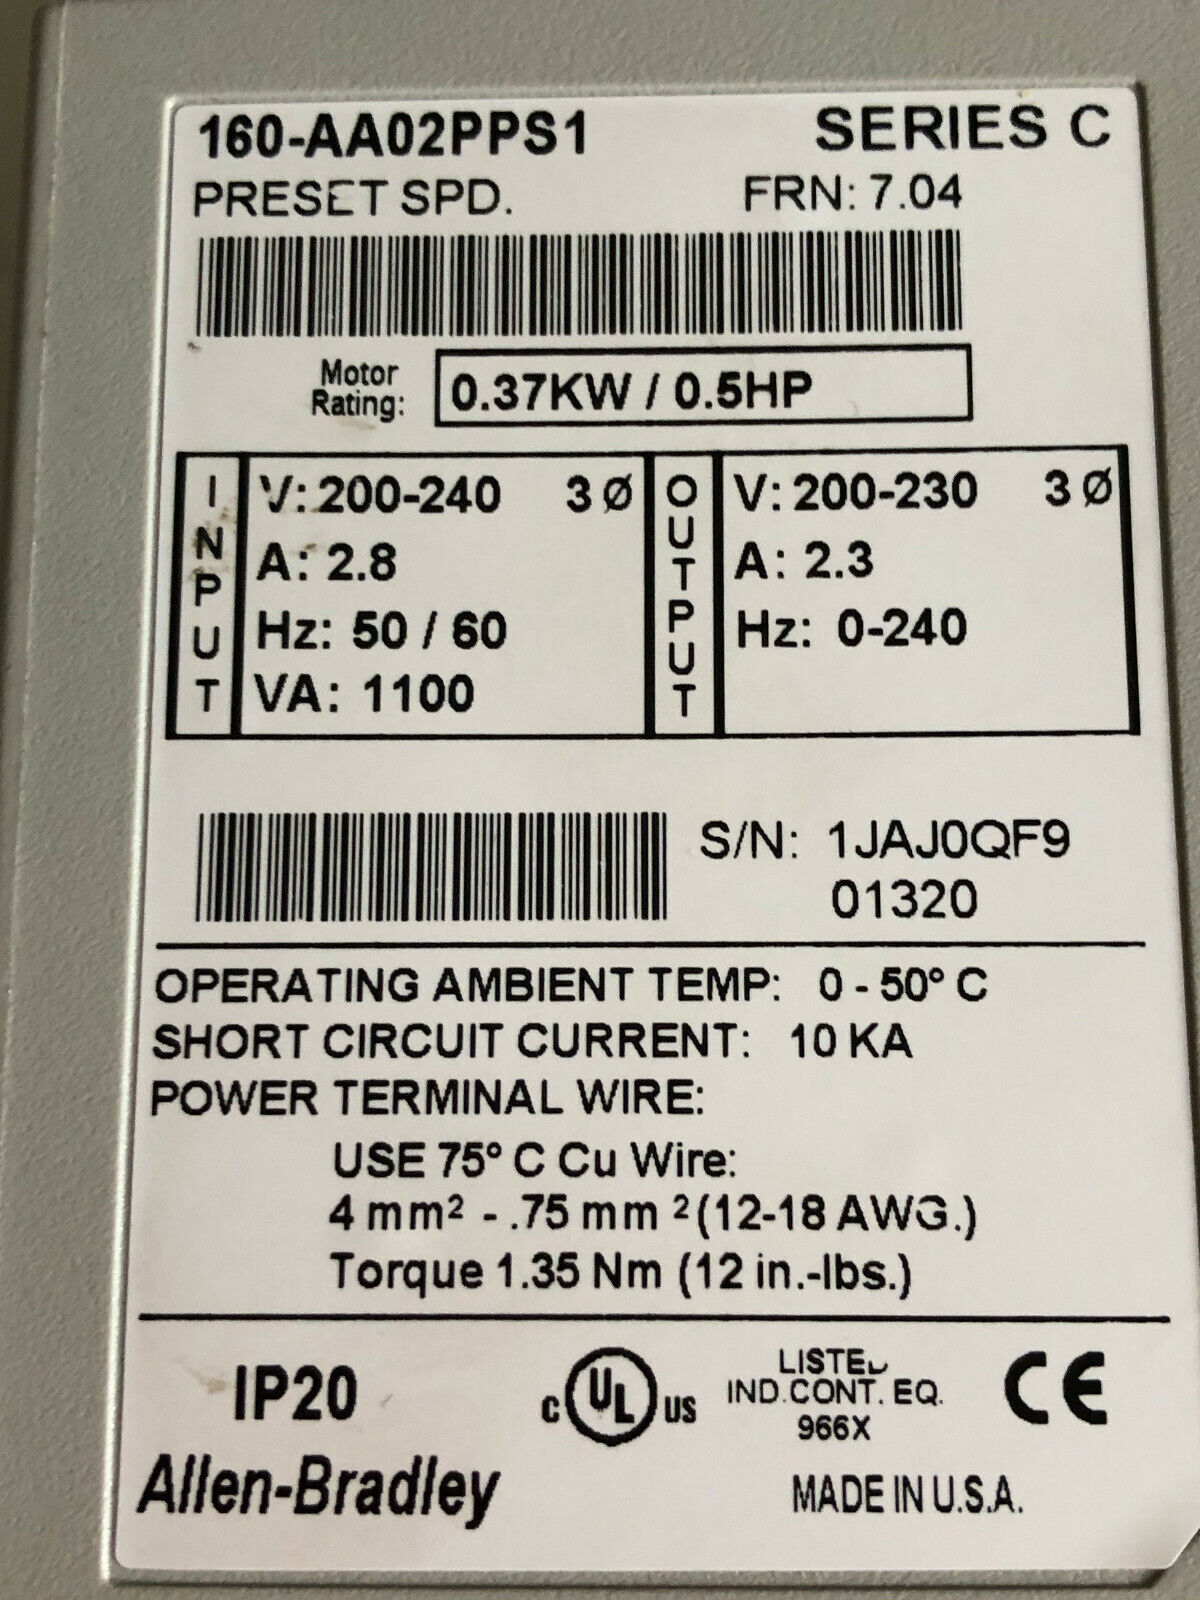 160-AA02PPS1 SERIES C
PRESET SPD. FRN: 7.04
Motor
Rating: 0.37KW / 0.5HP
INPUT
V: 200-240 3Ø
A: 2.8
Hz: 50 / 60
VA: 1100
OUTPUT
V: 200-230 3Ø
A: 2.3
Hz: 0-240
S/N: 1JAJ0QF9
01320
OPERATING AMBIENT TEMP: 0 - 50° C
SHORT CIRCUIT CURRENT: 10 KA
POWER TERMINAL WIRE:
USE 75° C Cu Wire:
4 mm² - .75 mm ² (12-18 AWG.)
Torque 1.35 Nm (12 in.-lbs.)
IP20
C UL US
LISTED
IND.CONT. EQ.
966X
CE
Allen-Bradley
MADE IN U.S.A.